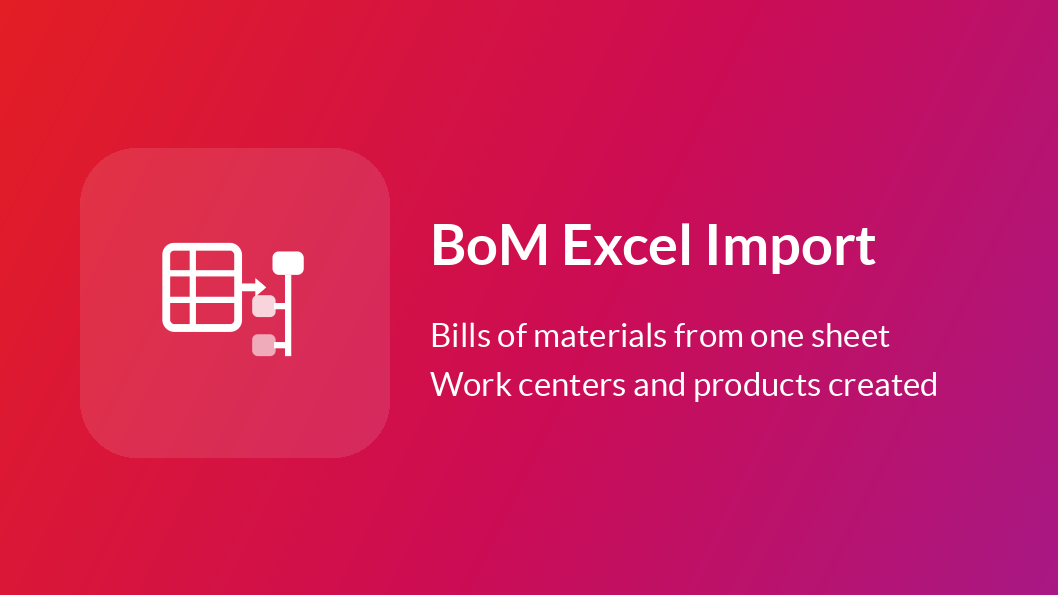 BoM Excel Import
Bills of materials from one sheet
Work centers and products created